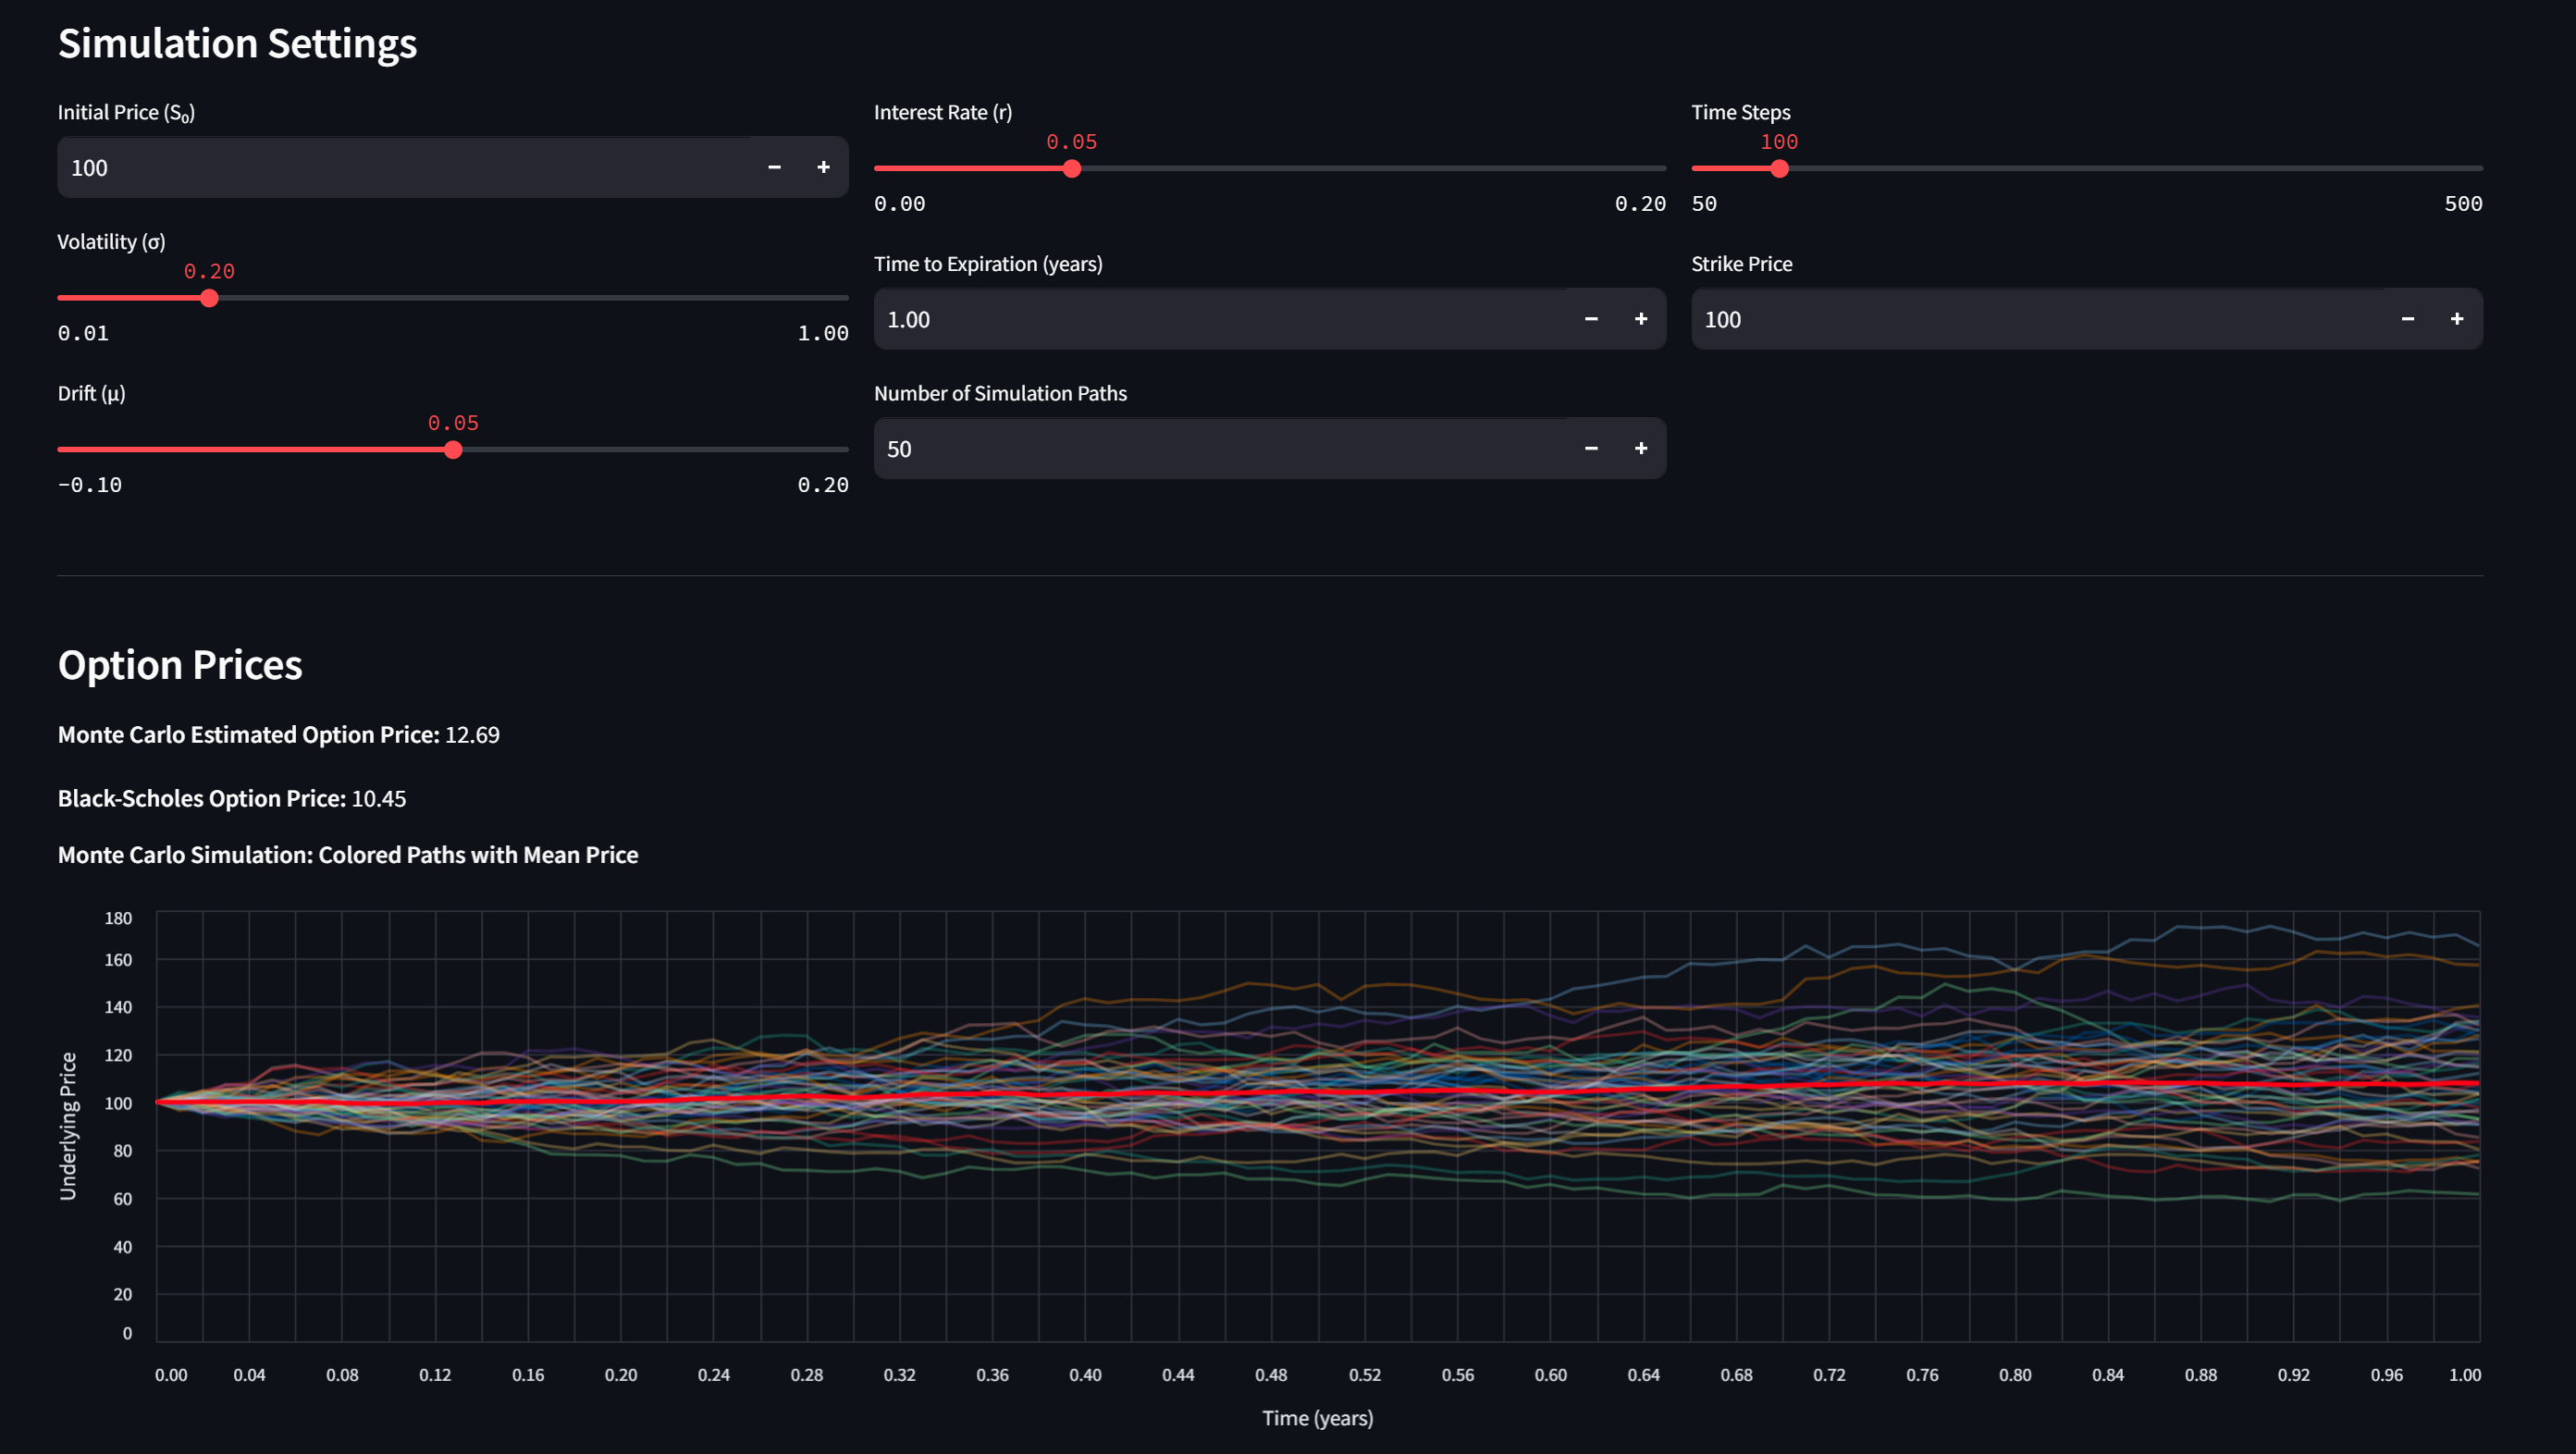 Simulation Settings
Initial Price (S₀)
100
Volatility (σ)
0.20
0.01 1.00
Drift (μ)
0.05
−0.10 0.20
Interest Rate (r)
0.05
0.00 0.20
Time to Expiration (years)
1.00
Number of Simulation Paths
50
Time Steps
100
50 500
Strike Price
100
Option Prices
Monte Carlo Estimated Option Price: 12.69
Black-Scholes Option Price: 10.45
Monte Carlo Simulation: Colored Paths with Mean Price
Underlying Price
180
160
140
120
100
80
60
40
20
0
0.00 0.04 0.08 0.12 0.16 0.20 0.24 0.28 0.32 0.36 0.40 0.44 0.48 0.52 0.56 0.60 0.64 0.68 0.72 0.76 0.80 0.84 0.88 0.92 0.96 1.00
Time (years)